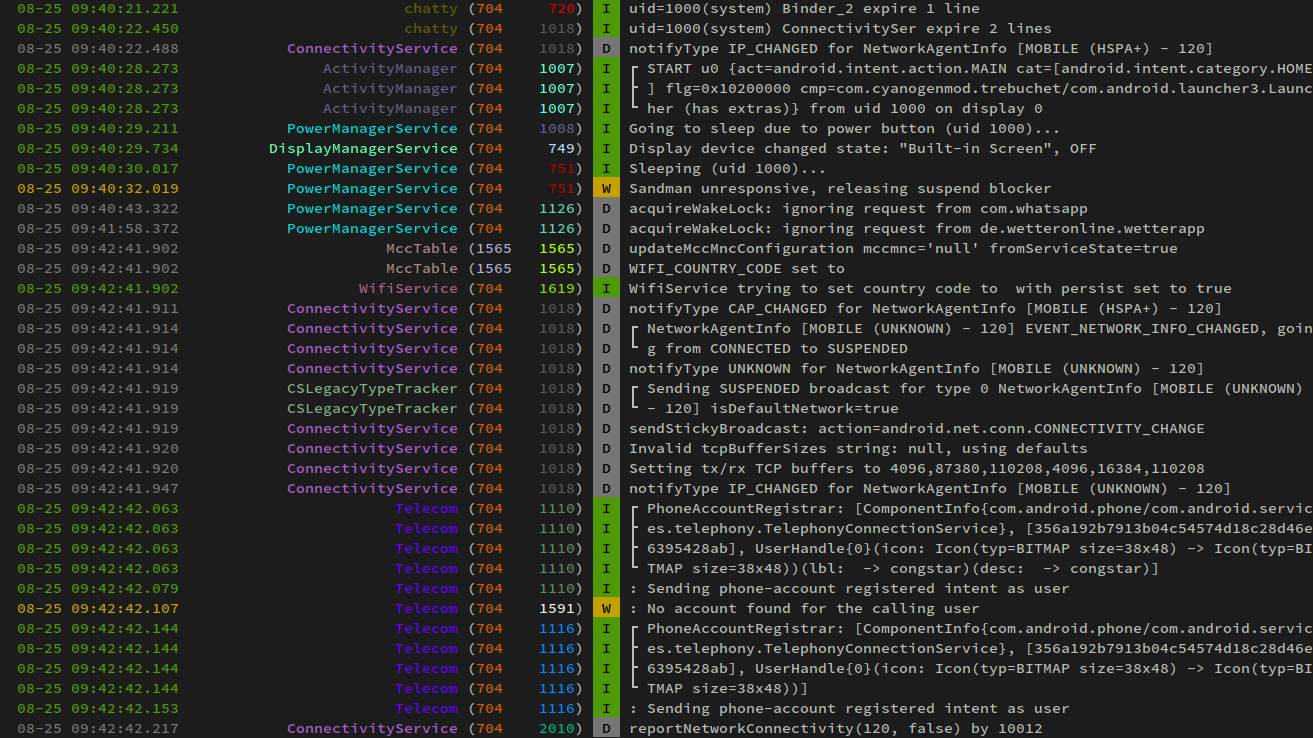 08-25 09:40:21.221 chatty (704 720) I uid=1000(system) Binder_2 expire 1 line
08-25 09:40:22.450 chatty (704 1018) I uid=1000(system) ConnectivitySer expire 2 lines
08-25 09:40:22.488 ConnectivityService (704 1018) D notifyType IP_CHANGED for NetworkAgentInfo [MOBILE (HSPA+) - 120]
08-25 09:40:28.273 ActivityManager (704 1007) I START u0 {act=android.intent.action.MAIN cat=[android.intent.category.HOME
08-25 09:40:28.273 ActivityManager (704 1007) I ] flg=0x10200000 cmp=com.cyanogenmod.trebuchet/com.android.launcher3.Launc
08-25 09:40:28.273 ActivityManager (704 1007) I her (has extras)} from uid 1000 on display 0
08-25 09:40:29.211 PowerManagerService (704 1008) I Going to sleep due to power button (uid 1000)...
08-25 09:40:29.734 DisplayManagerService (704 749) I Display device changed state: "Built-in Screen", OFF
08-25 09:40:30.017 PowerManagerService (704 751) I Sleeping (uid 1000)...
08-25 09:40:32.019 PowerManagerService (704 751) W Sandman unresponsive, releasing suspend blocker
08-25 09:40:43.322 PowerManagerService (704 1126) D acquireWakeLock: ignoring request from com.whatsapp
08-25 09:41:58.372 PowerManagerService (704 1126) D acquireWakeLock: ignoring request from de.wetteronline.wetterapp
08-25 09:42:41.902 MccTable (1565 1565) D updateMccMncConfiguration mccmnc='null' fromServiceState=true
08-25 09:42:41.902 MccTable (1565 1565) D WIFI_COUNTRY_CODE set to
08-25 09:42:41.902 WifiService (704 1619) I WifiService trying to set country code to  with persist set to true
08-25 09:42:41.911 ConnectivityService (704 1018) D notifyType CAP_CHANGED for NetworkAgentInfo [MOBILE (HSPA+) - 120]
08-25 09:42:41.914 ConnectivityService (704 1018) D NetworkAgentInfo [MOBILE (UNKNOWN) - 120] EVENT_NETWORK_INFO_CHANGED, goin
08-25 09:42:41.914 ConnectivityService (704 1018) D g from CONNECTED to SUSPENDED
08-25 09:42:41.914 ConnectivityService (704 1018) D notifyType UNKNOWN for NetworkAgentInfo [MOBILE (UNKNOWN) - 120]
08-25 09:42:41.919 CSLegacyTypeTracker (704 1018) D Sending SUSPENDED broadcast for type 0 NetworkAgentInfo [MOBILE (UNKNOWN)
08-25 09:42:41.919 CSLegacyTypeTracker (704 1018) D - 120] isDefaultNetwork=true
08-25 09:42:41.919 ConnectivityService (704 1018) D sendStickyBroadcast: action=android.net.conn.CONNECTIVITY_CHANGE
08-25 09:42:41.920 ConnectivityService (704 1018) D Invalid tcpBufferSizes string: null, using defaults
08-25 09:42:41.920 ConnectivityService (704 1018) D Setting tx/rx TCP buffers to 4096,87380,110208,4096,16384,110208
08-25 09:42:41.947 ConnectivityService (704 1018) D notifyType IP_CHANGED for NetworkAgentInfo [MOBILE (UNKNOWN) - 120]
08-25 09:42:42.063 Telecom (704 1110) I PhoneAccountRegistrar: [ComponentInfo{com.android.phone/com.android.servic
08-25 09:42:42.063 Telecom (704 1110) I es.telephony.TelephonyConnectionService}, [356a192b7913b04c54574d18c28d46e
08-25 09:42:42.063 Telecom (704 1110) I 6395428ab], UserHandle{0}(icon: Icon(typ=BITMAP size=38x48) -> Icon(typ=BI
08-25 09:42:42.063 Telecom (704 1110) I TMAP size=38x48))(lbl:  -> congstar)(desc:  -> congstar)]
08-25 09:42:42.079 Telecom (704 1110) I : Sending phone-account registered intent as user
08-25 09:42:42.107 Telecom (704 1591) W : No account found for the calling user
08-25 09:42:42.144 Telecom (704 1116) I PhoneAccountRegistrar: [ComponentInfo{com.android.phone/com.android.servic
08-25 09:42:42.144 Telecom (704 1116) I es.telephony.TelephonyConnectionService}, [356a192b7913b04c54574d18c28d46e
08-25 09:42:42.144 Telecom (704 1116) I 6395428ab], UserHandle{0}(icon: Icon(typ=BITMAP size=38x48) -> Icon(typ=BI
08-25 09:42:42.144 Telecom (704 1116) I TMAP size=38x48))]
08-25 09:42:42.153 Telecom (704 1116) I : Sending phone-account registered intent as user
08-25 09:42:42.217 ConnectivityService (704 2010) D reportNetworkConnectivity(120, false) by 10012